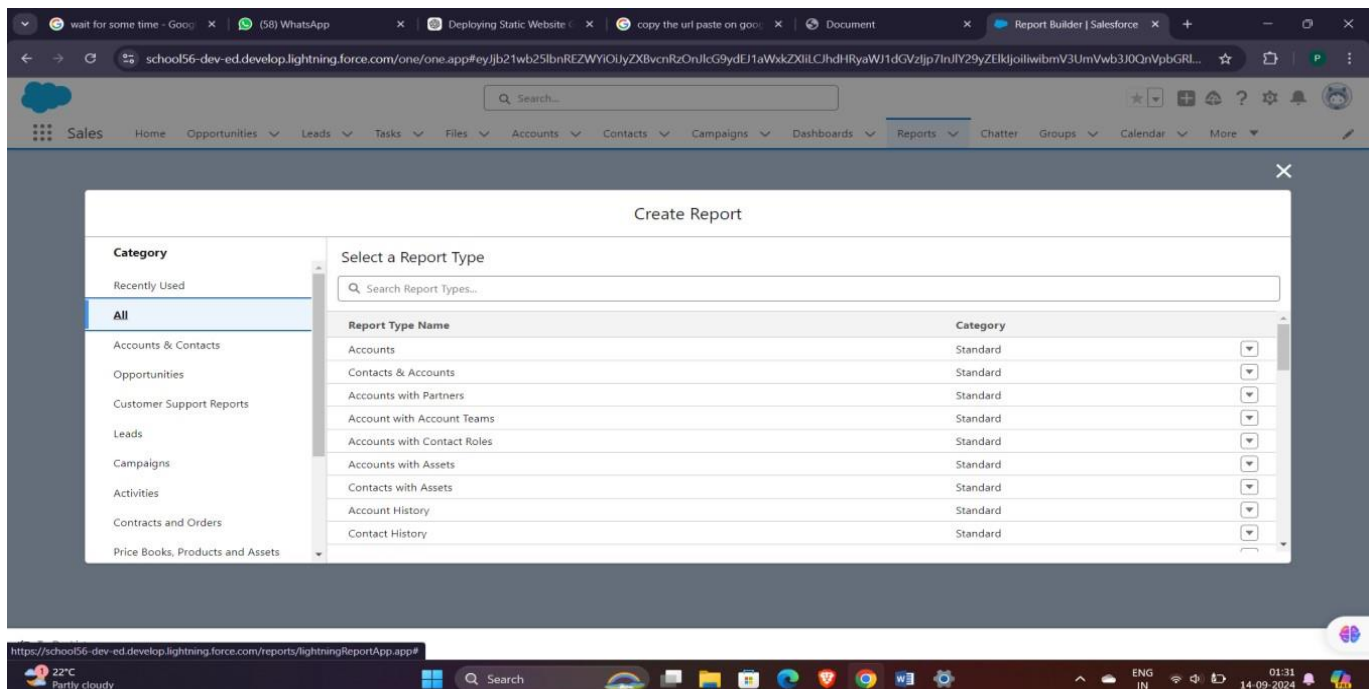 wait for some time - Goog
(58) WhatsApp
Deploying Static Website
copy the url paste on goog
Document
Report Builder | Salesforce
Search...
Sales Home Opportunities Leads Tasks Files Accounts Contacts Campaigns Dashboards Reports Chatter Groups Calendar More
Create Report
Category
Recently Used
All
Accounts & Contacts
Opportunities
Customer Support Reports
Leads
Campaigns
Activities
Contracts and Orders
Price Books, Products and Assets
Select a Report Type
Search Report Types...
Report Type Name Category
Accounts Standard
Contacts & Accounts Standard
Accounts with Partners Standard
Account with Account Teams Standard
Accounts with Contact Roles Standard
Accounts with Assets Standard
Contacts with Assets Standard
Account History Standard
Contact History Standard
https://school56-dev-ed.develop.lightning.force.com/reports/lightningReportApp.app#
22°C
Partly cloudy
Search
ENG
IN
01:31
14-09-2024